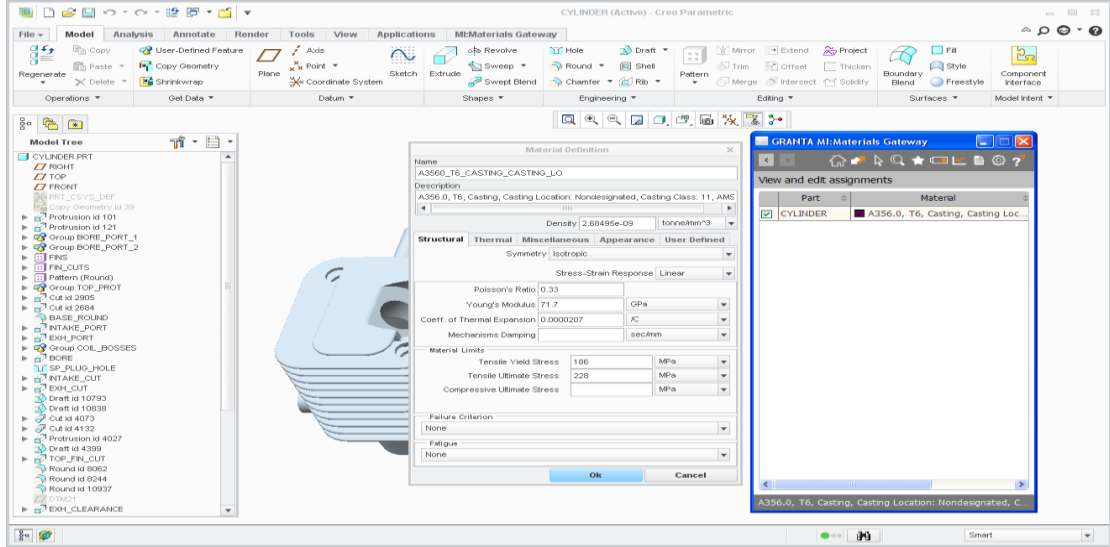 CYLINDER (Active) - Creo Parametric
File Model Analysis Annotate Render Tools View Applications MI:Materials Gateway
Regenerate
Copy
Paste
Delete
User-Defined Feature
Copy Geometry
Shrinkwrap
Plane
Axis
Point
Coordinate System
Sketch
Extrude
Revolve
Sweep
Swept Blend
Hole
Round
Chamfer
Draft
Shell
Rib
Pattern
Mirror
Trim
Merge
Extend
Offset
Intersect
Project
Thicken
Solidify
Boundary Blend
Fill
Style
Freestyle
Component Interface
Operations Get Data Datum Shapes Engineering Editing Surfaces Model Intent
Model Tree
CYLINDER.PRT
RIGHT
TOP
FRONT
PRT_CSYS_DEF
Copy Geometry id 39
Protrusion id 101
Protrusion id 121
Group BORE_PORT_1
Group BORE_PORT_2
FINS
FIN_CUTS
Pattern (Round)
Group TOP_PROT
Cut id 2905
Cut id 2684
BASE_ROUND
INTAKE_PORT
EXH_PORT
Group COIL_BOSSES
BORE
SP_PLUG_HOLE
INTAKE_CUT
EXH_CUT
Draft id 10793
Draft id 10838
Cut id 4073
Cut id 4132
Protrusion id 4027
Draft id 4399
TOP_FIN_CUT
Round id 8062
Round id 8244
Round id 10937
DTM21
EXH_CLEARANCE
Material Definition
Name
A3560_T6_CASTING_CASTING_LO
Description
A356.0, T6, Casting, Casting Location: Nondesignated, Casting Class: 11, AMS
Density 2.68495e-09 tonne/mm^3
Structural Thermal Miscellaneous Appearance User Defined
Symmetry Isotropic
Stress-Strain Response Linear
Poisson's Ratio 0.33
Young's Modulus 71.7 GPa
Coeff. of Thermal Expansion 0.0000207 /C
Mechanisms Damping sec/mm
Material Limits
Tensile Yield Stress 186 MPa
Tensile Ultimate Stress 228 MPa
Compressive Ultimate Stress MPa
Failure Criterion
None
Fatigue
None
Ok Cancel
GRANTA MI:Materials Gateway
View and edit assignments
Part Material
CYLINDER A356.0, T6, Casting, Casting Loc...
A356.0, T6, Casting, Casting Location: Nondesignated, C...
Smart